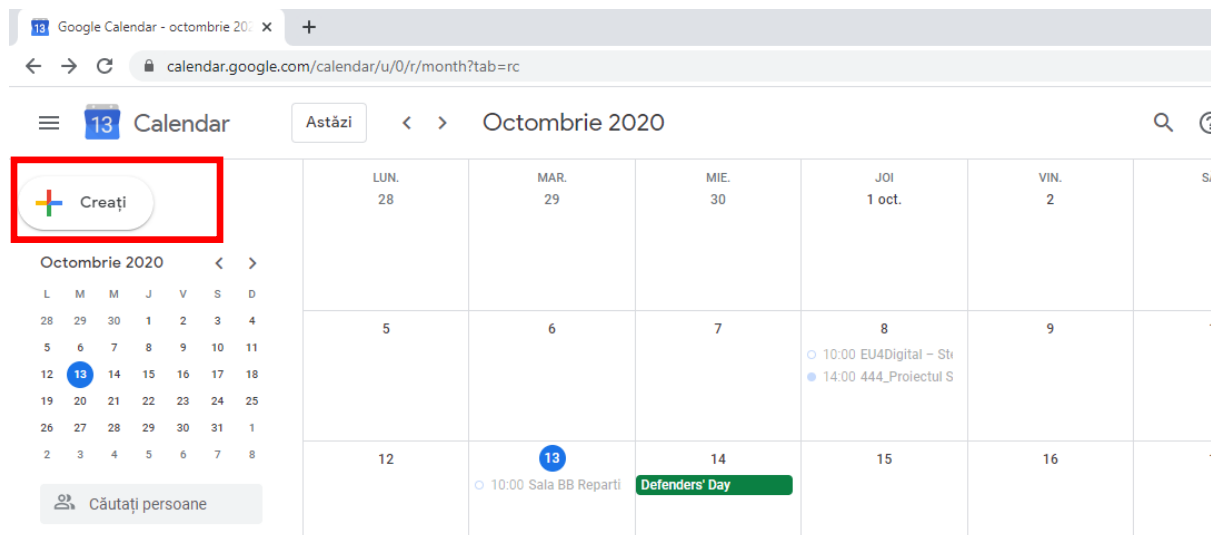 13 Google Calendar - octombrie 202
calendar.google.com/calendar/u/0/r/month?tab=rc
13 Calendar Astăzi Octombrie 2020
Creați
LUN. MAR. MIE. JOI VIN.
28 29 30 1 oct. 2
Octombrie 2020
L M M J V S D
28 29 30 1 2 3 4
5 6 7 8 9 10 11
12 13 14 15 16 17 18
19 20 21 22 23 24 25
26 27 28 29 30 31 1
2 3 4 5 6 7 8
Căutați persoane
5 6 7 8 9
10:00 EU4Digital – Ste
14:00 444_Proiectul S
12 13 14 15 16
10:00 Sala BB Reparti Defenders' Day